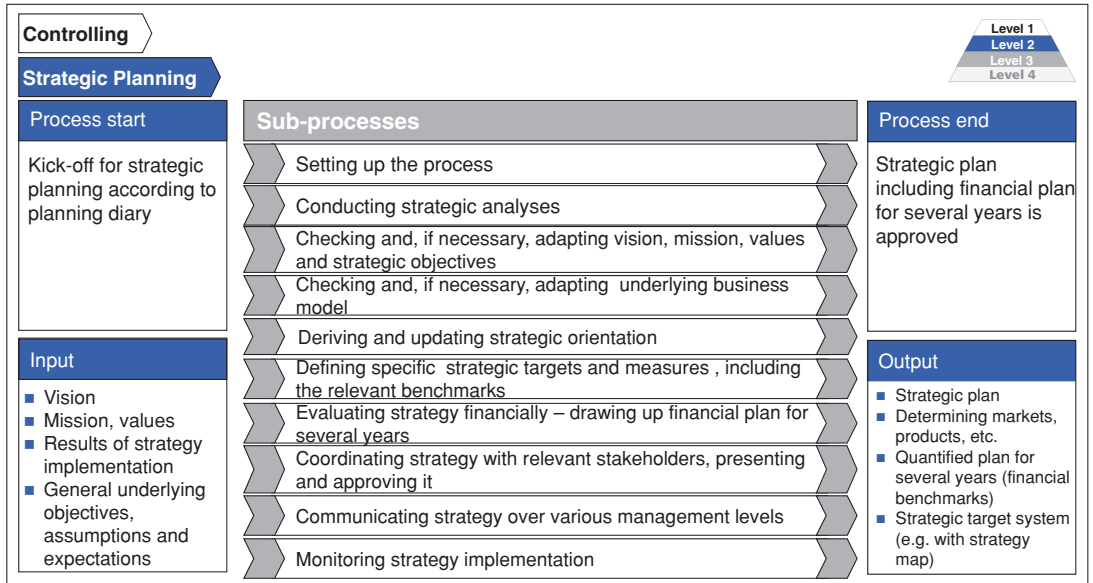 Controlling
Strategic Planning
Level 1
Level 2
Level 3
Level 4
Process start
Kick-off for strategic
planning according to
planning diary
Input
Vision
Mission, values
Results of strategy
implementation
General underlying
objectives,
assumptions and
expectations
Sub-processes
Setting up the process
Conducting strategic analyses
Checking and, if necessary, adapting vision, mission, values
and strategic objectives
Checking and, if necessary, adapting underlying business
model
Deriving and updating strategic orientation
Defining specific strategic targets and measures , including
the relevant benchmarks
Evaluating strategy financially – drawing up financial plan for
several years
Coordinating strategy with relevant stakeholders, presenting
and approving it
Communicating strategy over various management levels
Monitoring strategy implementation
Process end
Strategic plan
including financial plan
for several years is
approved
Output
Strategic plan
Determining markets,
products, etc.
Quantified plan for
several years (financial
benchmarks)
Strategic target system
(e.g. with strategy
map)